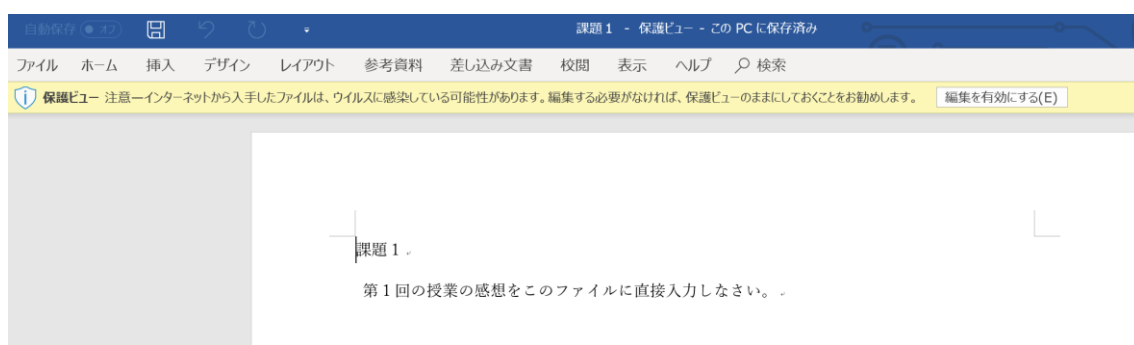 自動保存 オフ 課題1 - 保護ビュー - この PC に保存済み
ファイル ホーム 挿入 デザイン レイアウト 参考資料 差し込み文書 校閲 表示 ヘルプ 検索
保護ビュー 注意ーインターネットから入手したファイルは、ウイルスに感染している可能性があります。編集する必要がなければ、保護ビューのままにしておくことをお勧めします。 編集を有効にする(E)
課題1
第1回の授業の感想をこのファイルに直接入力しなさい。